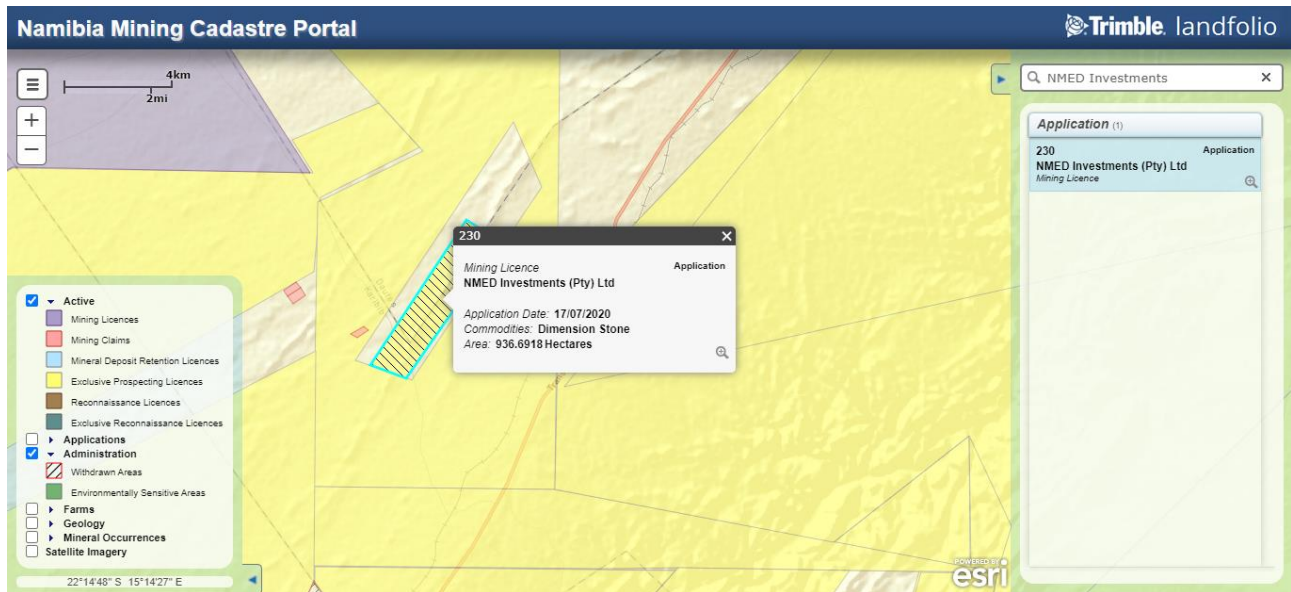 Namibia Mining Cadastre Portal
Trimble. landfolio
4km
2mi
+
−
NMED Investments
Application (1)
230 Application
NMED Investments (Pty) Ltd
Mining Licence
230
Mining Licence Application
NMED Investments (Pty) Ltd
Application Date: 17/07/2020
Commodities: Dimension Stone
Area: 936.6918 Hectares
Active
Mining Licences
Mining Claims
Mineral Deposit Retention Licences
Exclusive Prospecting Licences
Reconnaissance Licences
Exclusive Reconnaissance Licences
Applications
Administration
Withdrawn Areas
Environmentally Sensitive Areas
Farms
Geology
Mineral Occurrences
Satellite Imagery
22°14'48" S 15°14'27" E
POWERED BY
esri